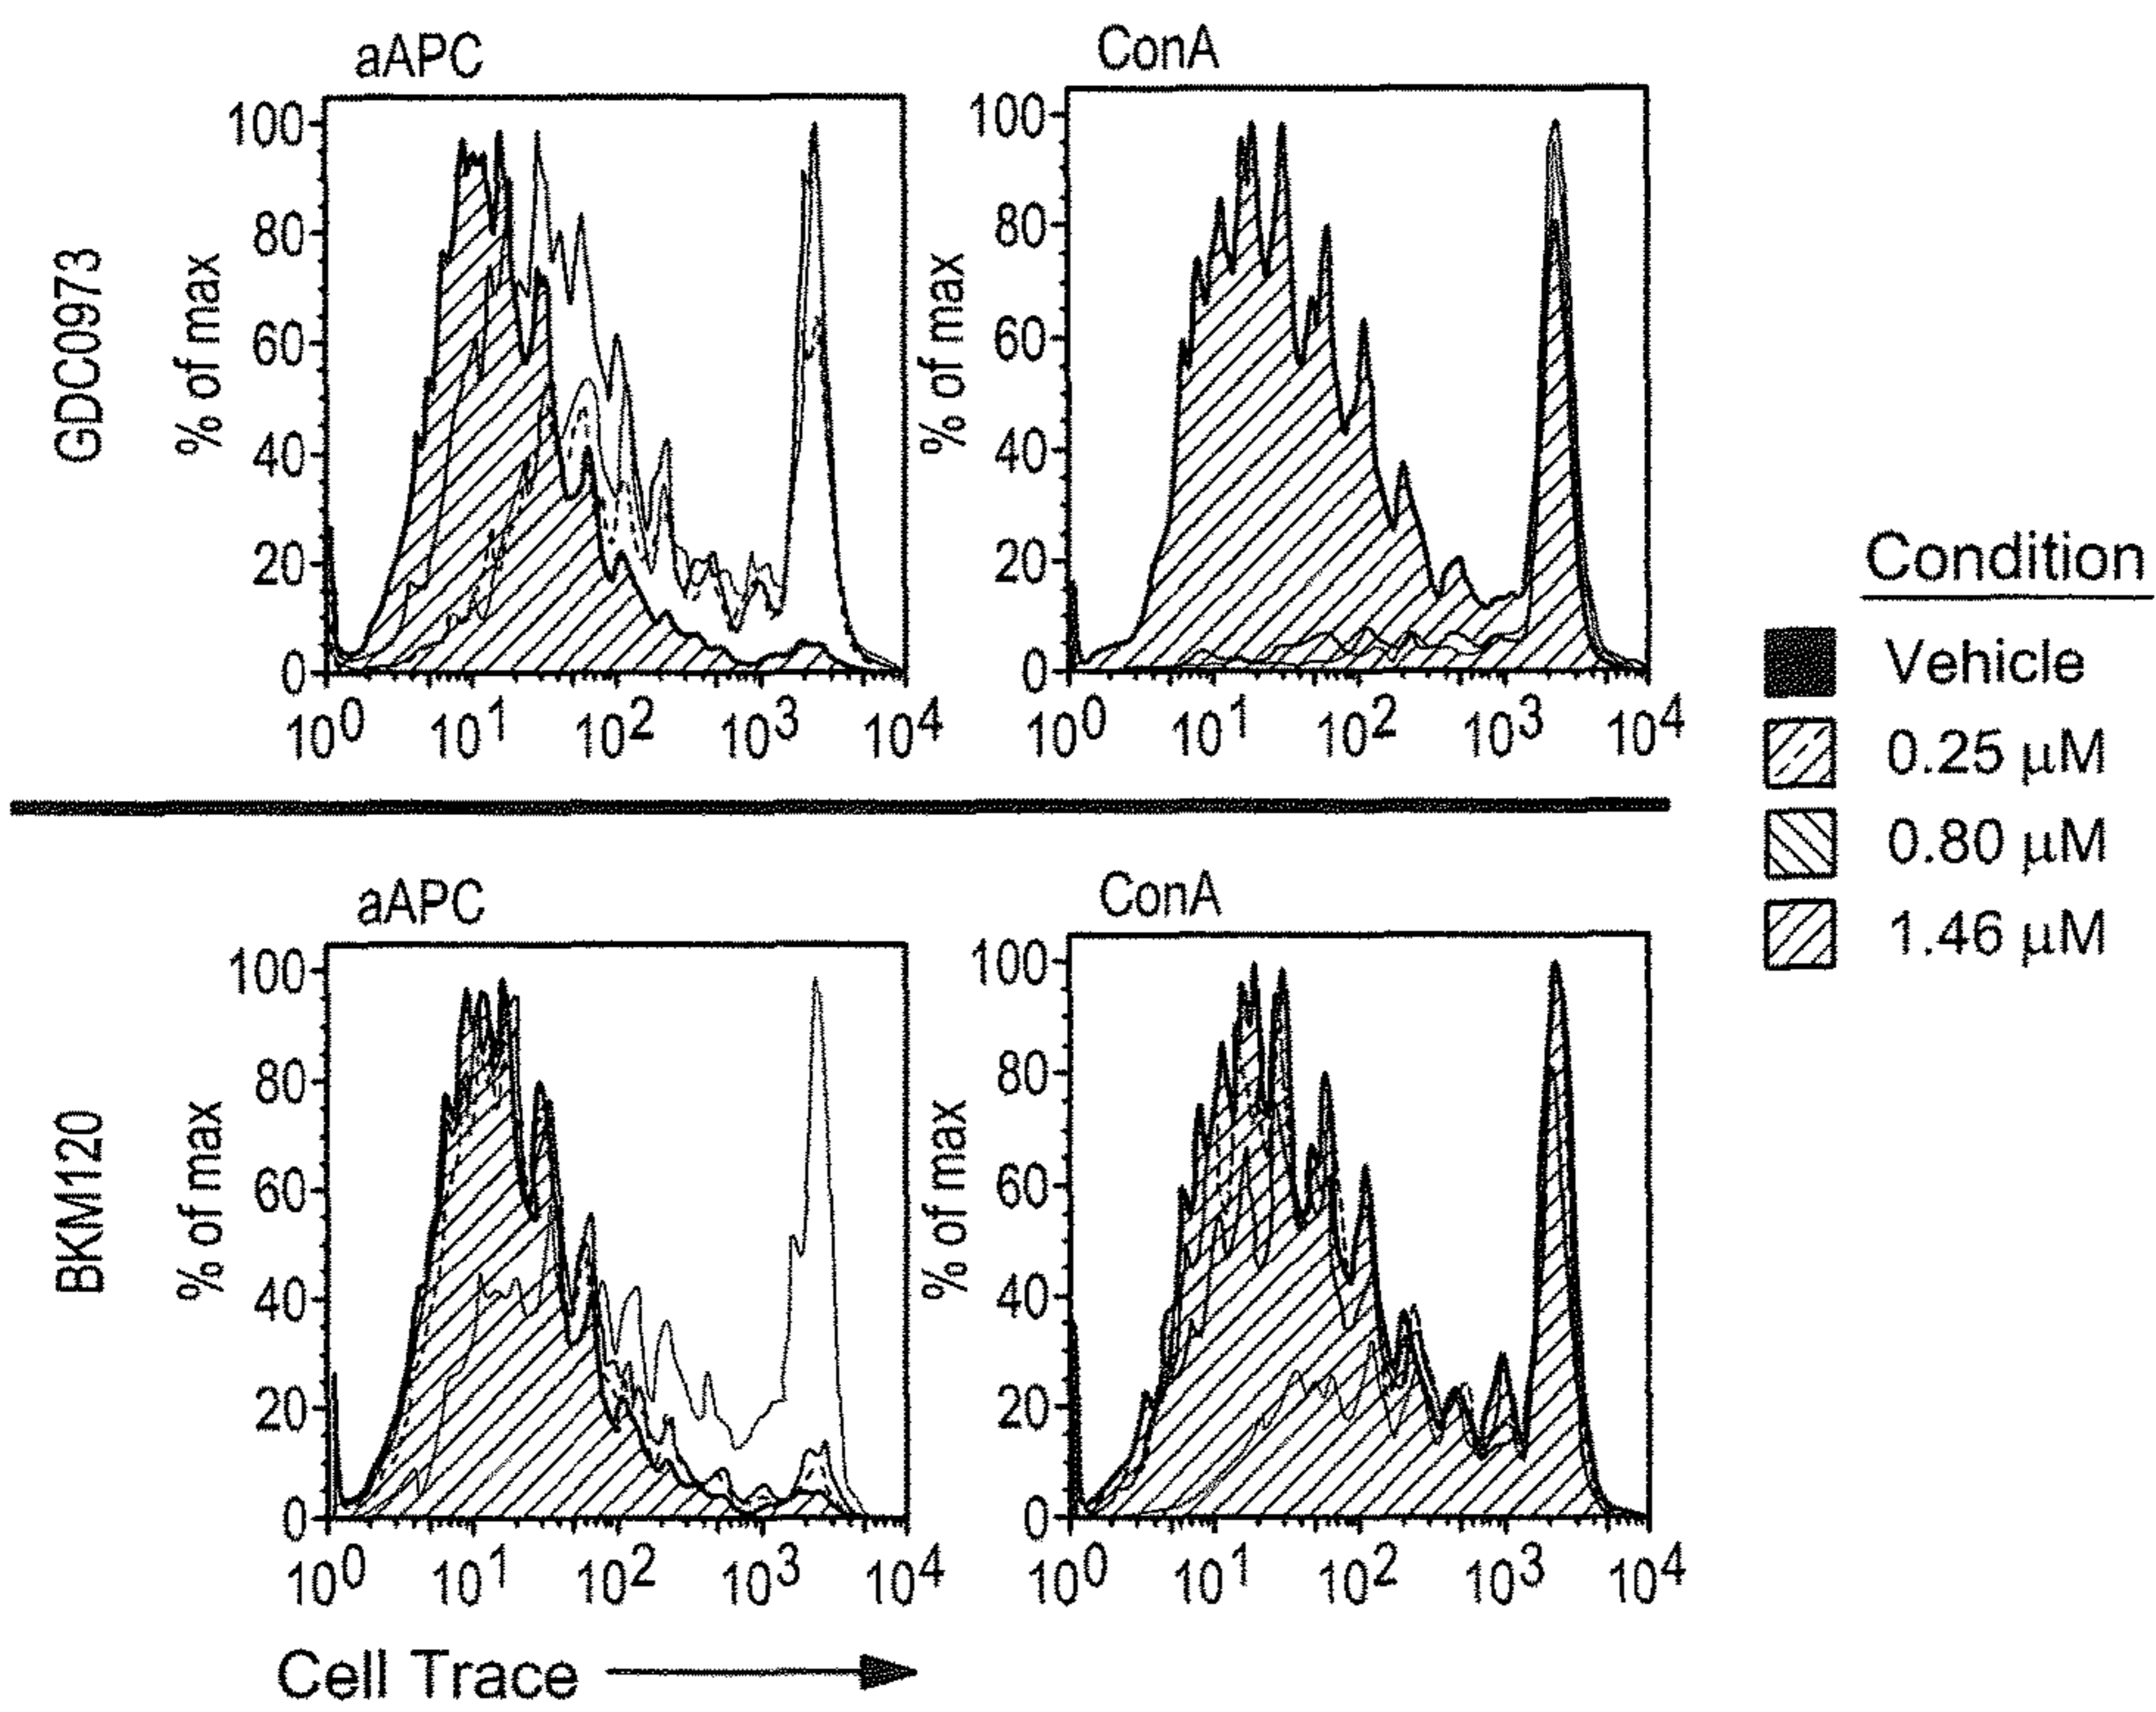 aAPC
ConA
GDC0973
% of max
100
80
60
40
20
0
10^0 10^1 10^2 10^3 10^4
% of max
100
80
60
40
20
0
10^0 10^1 10^2 10^3 10^4
Condition
Vehicle
0.25 μM
0.80 μM
1.46 μM
aAPC
ConA
BKM120
% of max
100
80
60
40
20
0
10^0 10^1 10^2 10^3 10^4
% of max
100
80
60
40
20
0
10^0 10^1 10^2 10^3 10^4
Cell Trace